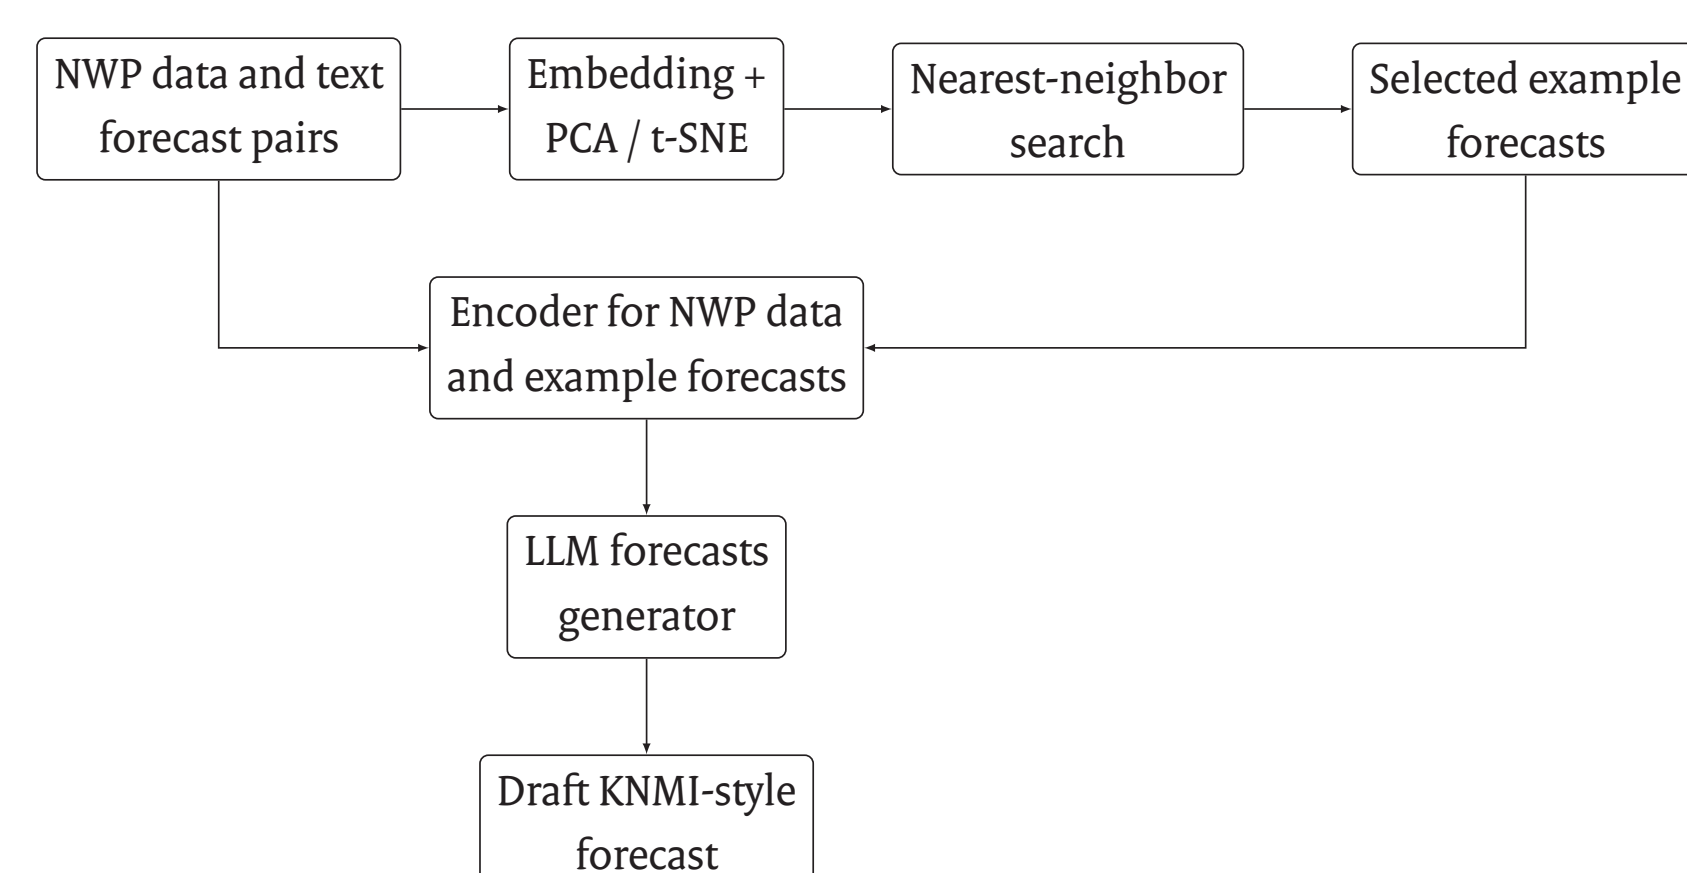 NWP data and text
forecast pairs
Embedding +
PCA / t-SNE
Nearest-neighbor
search
Selected example
forecasts
Encoder for NWP data
and example forecasts
LLM forecasts
generator
Draft KNMI-style
forecast